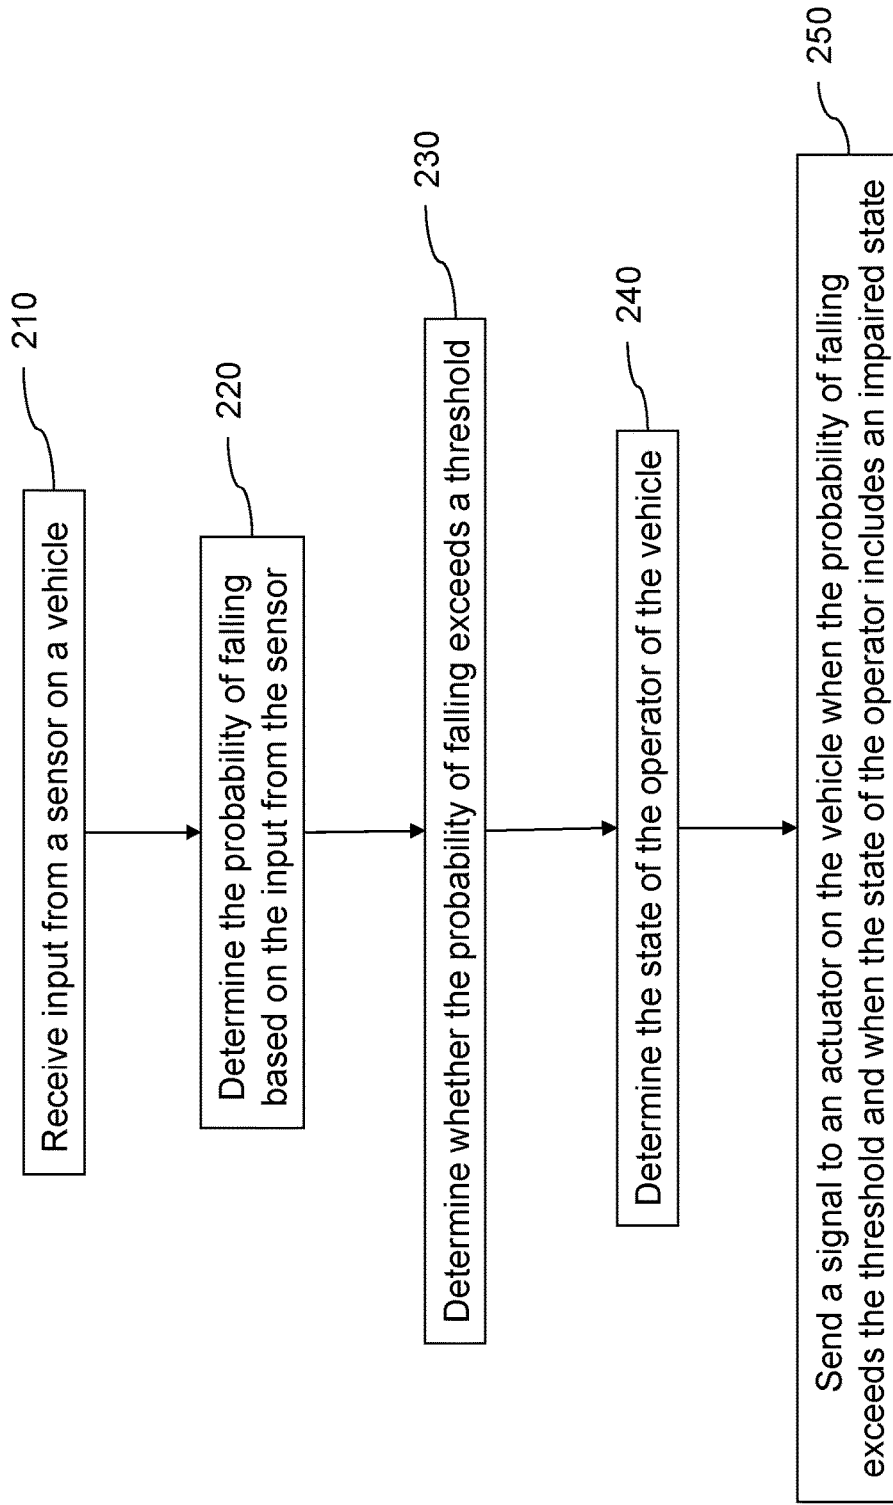 210
Receive input from a sensor on a vehicle
220
Determine the probability of falling
based on the input from the sensor
230
Determine whether the probability of falling exceeds a threshold
240
Determine the state of the operator of the vehicle
250
Send a signal to an actuator on the vehicle when the probability of falling
exceeds the threshold and when the state of the operator includes an impaired state